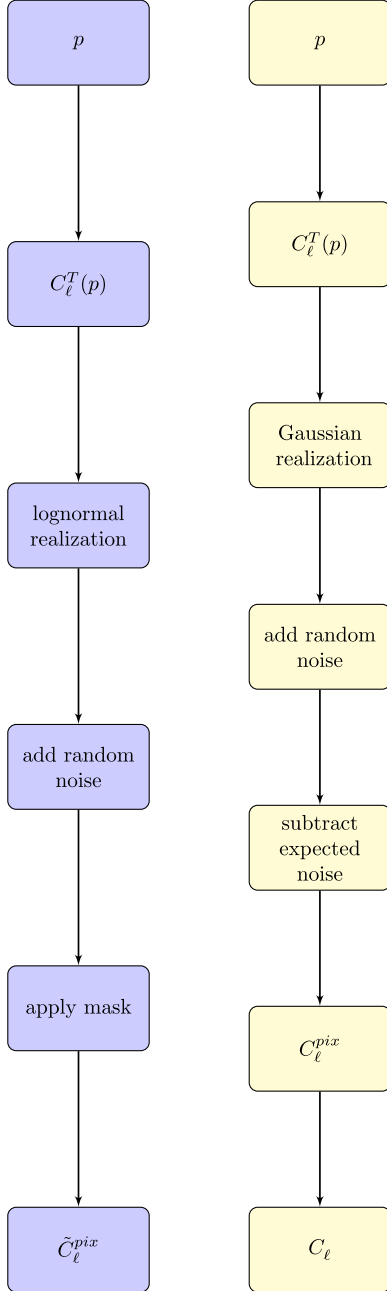 p
C_ℓ^T(p)
lognormal
realization
add random
noise
apply mask
C̃_ℓ^{pix}
p
C_ℓ^T(p)
Gaussian
realization
add random
noise
subtract
expected
noise
C_ℓ^{pix}
C_ℓ